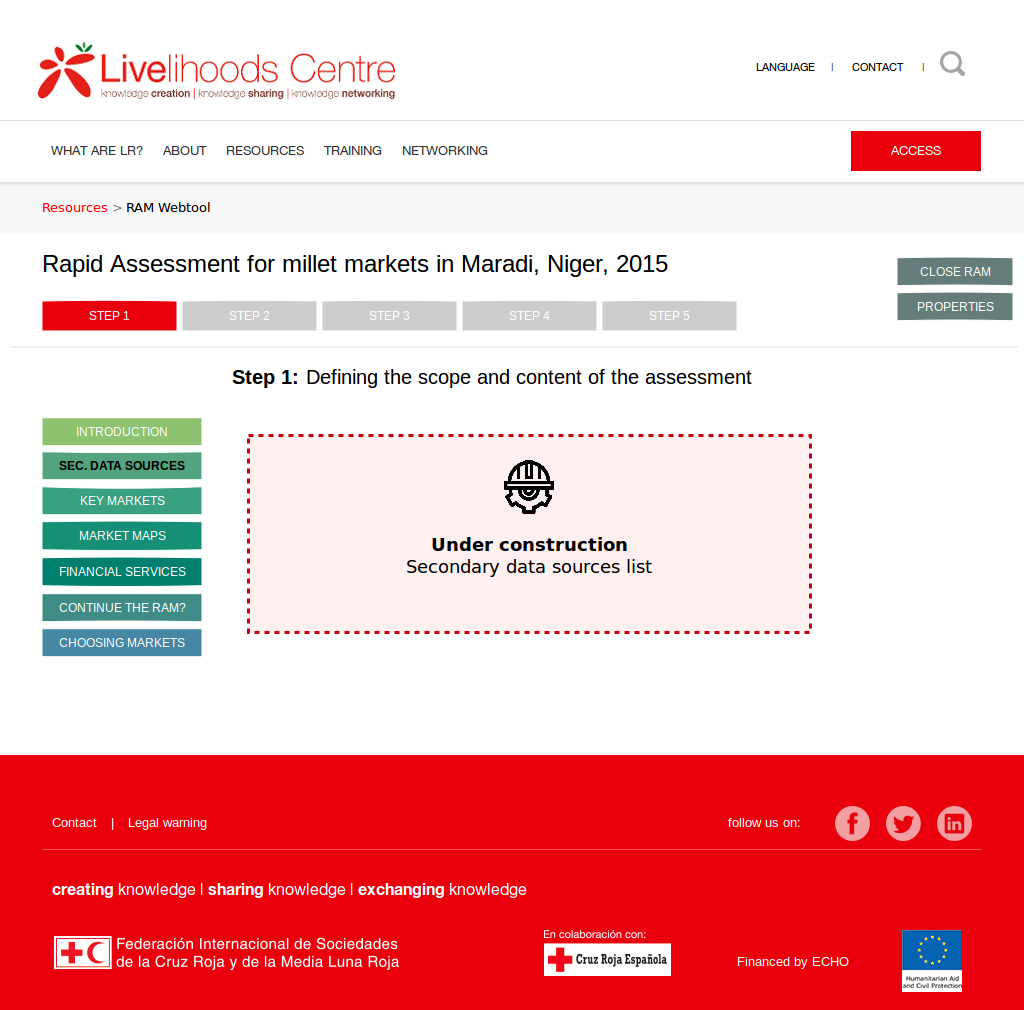 Livelihoods Centre
knowledge creation | knowledge sharing | knowledge networking
LANGUAGE | CONTACT |
WHAT ARE LR? ABOUT RESOURCES TRAINING NETWORKING ACCESS
Resources > RAM Webtool
Rapid Assessment for millet markets in Maradi, Niger, 2015
CLOSE RAM
PROPERTIES
STEP 1 STEP 2 STEP 3 STEP 4 STEP 5
Step 1: Defining the scope and content of the assessment
INTRODUCTION
SEC. DATA SOURCES
KEY MARKETS
MARKET MAPS
FINANCIAL SERVICES
CONTINUE THE RAM?
CHOOSING MARKETS
Under construction
Secondary data sources list
Contact | Legal warning
follow us on:
creating knowledge | sharing knowledge | exchanging knowledge
Federación Internacional de Sociedades
de la Cruz Roja y de la Media Luna Roja
En colaboración con:
Cruz Roja Española
Financed by ECHO
Humanitarian Aid
and Civil Protection